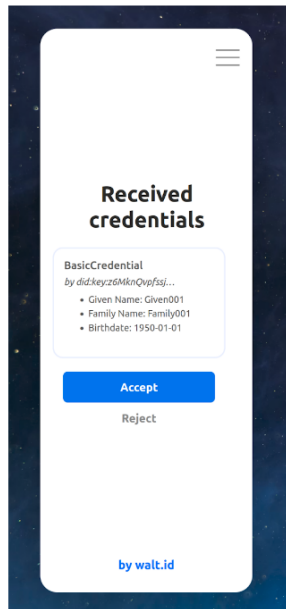 Received
credentials
BasicCredential
by did:key:z6MknQvpfssj...
• Given Name: Given001
• Family Name: Family001
• Birthdate: 1950-01-01
Accept
Reject
by walt.id